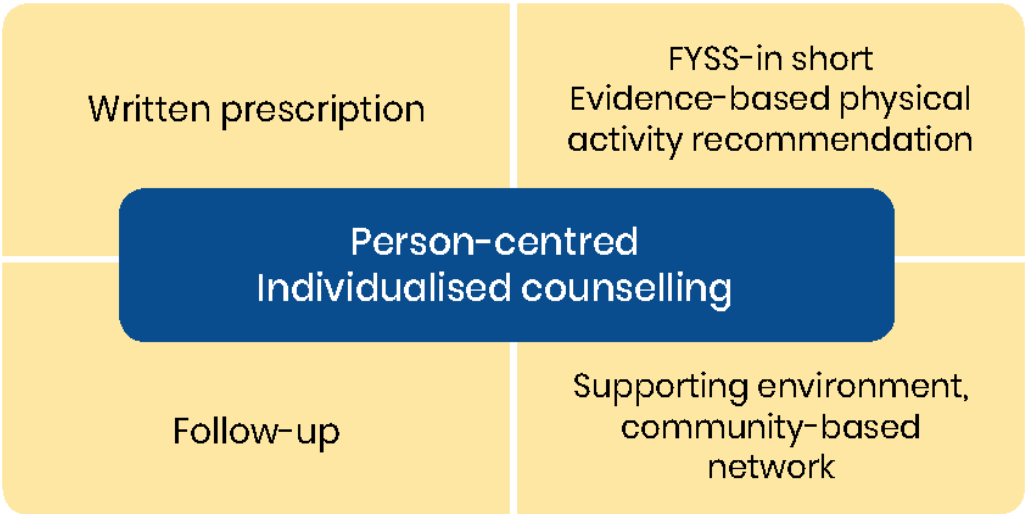 Written prescription
FYSS-in short
Evidence-based physical
activity recommendation
Person-centred
Individualised counselling
Follow-up
Supporting environment,
community-based
network